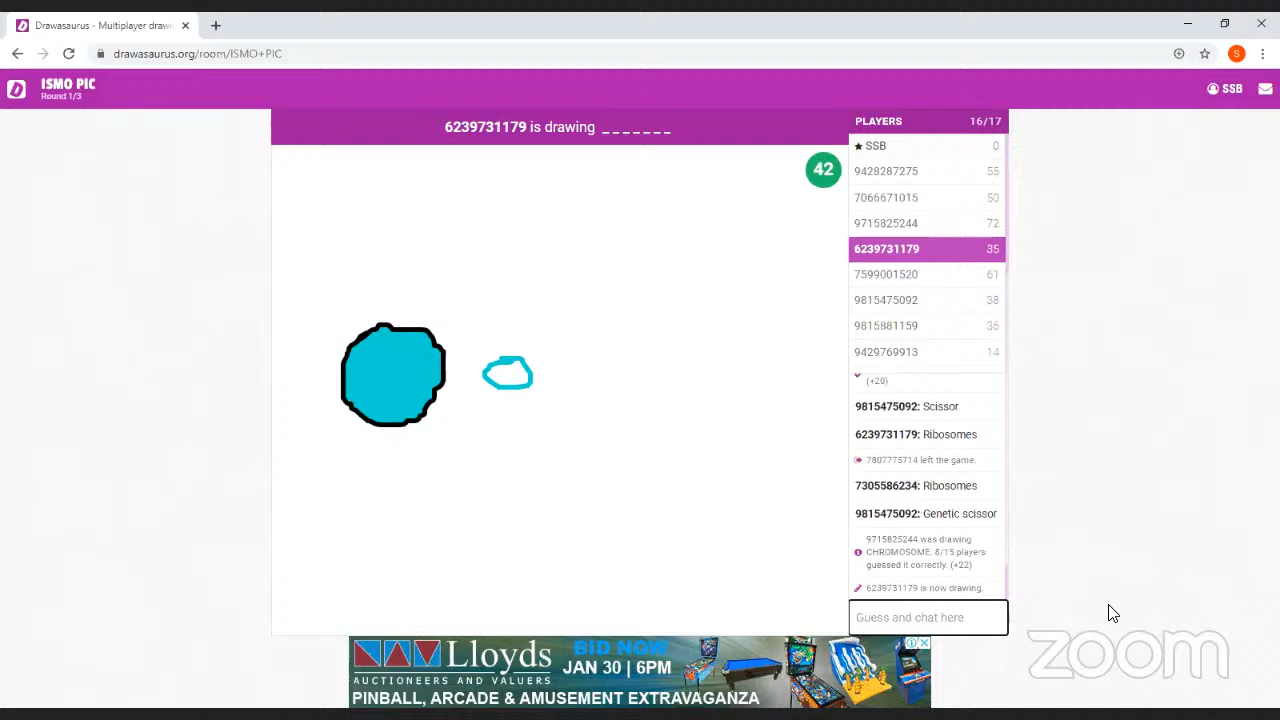 Drawasaurus - Multiplayer draw
drawasaurus.org/room/ISMO+PIC
S
ISMO PIC
Round 1/3
SSB
6239731179 is drawing _ _ _ _ _ _ _
42
PLAYERS 16/17
SSB 0
9428287275 55
7066671015 50
9715825244 72
6239731179 35
7599001520 61
9815475092 38
9815881159 36
9429769913 14
(+20)
9815475092: Scissor
6239731179: Ribosomes
7807775714 left the game.
7305586234: Ribosomes
9815475092: Genetic scissor
9715825244 was drawing
CHROMOSOME. 8/15 players
guessed it correctly. (+22)
6239731179 is now drawing.
Guess and chat here
NAV Lloyds
AUCTIONEERS AND VALUERS
BID NOW
JAN 30 | 6PM
PINBALL, ARCADE & AMUSEMENT EXTRAVAGANZA
zoom